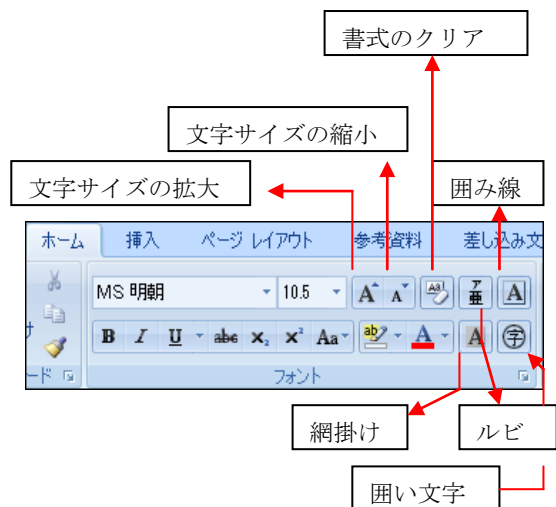 書式のクリア
文字サイズの縮小
文字サイズの拡大
囲み線
ホーム 挿入 ページ レイアウト 参考資料 差し込み文
MS 明朝 10.5 A A Aa ア亜 A
B I U abc x₂ x² Aa ab A A 字
ード フォント
網掛け
ルビ
囲い文字